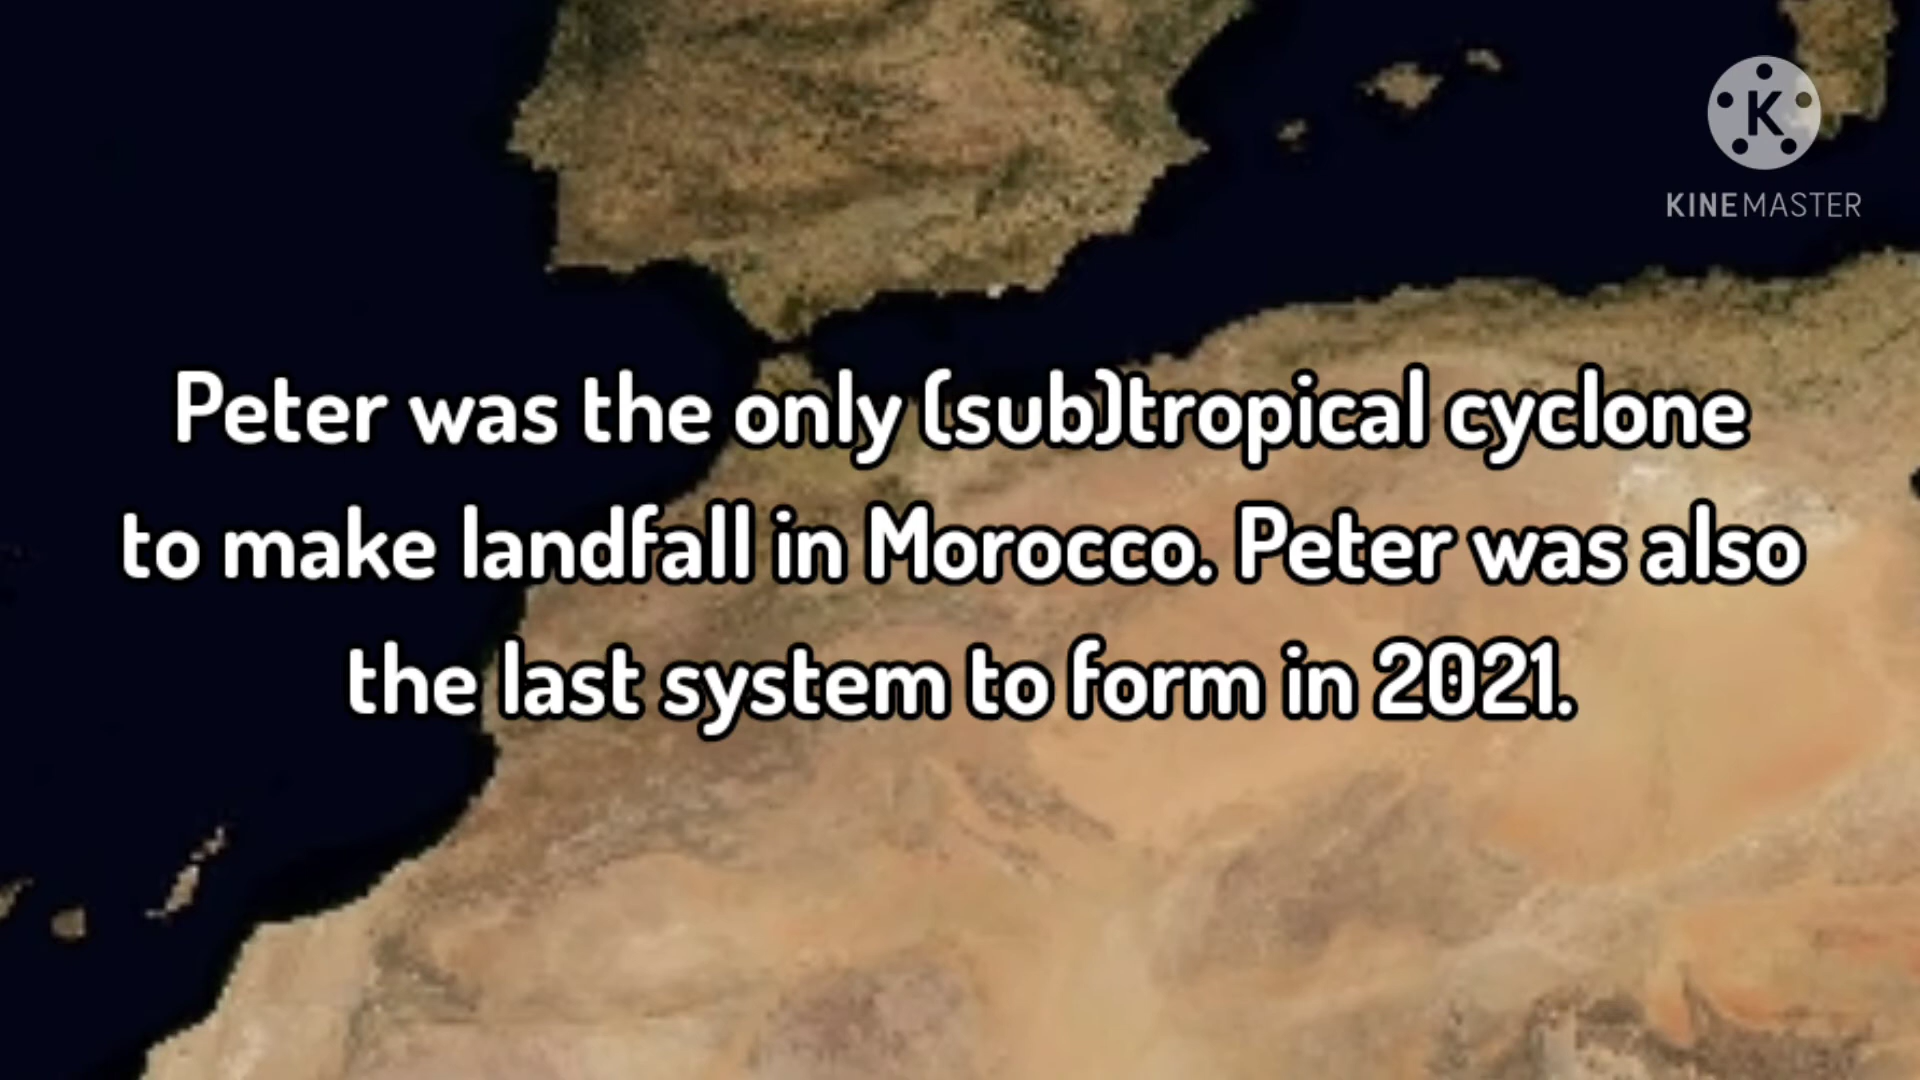 K
KINEMASTER
Peter was the only (sub)tropical cyclone
to make landfall in Morocco. Peter was also
the last system to form in 2021.